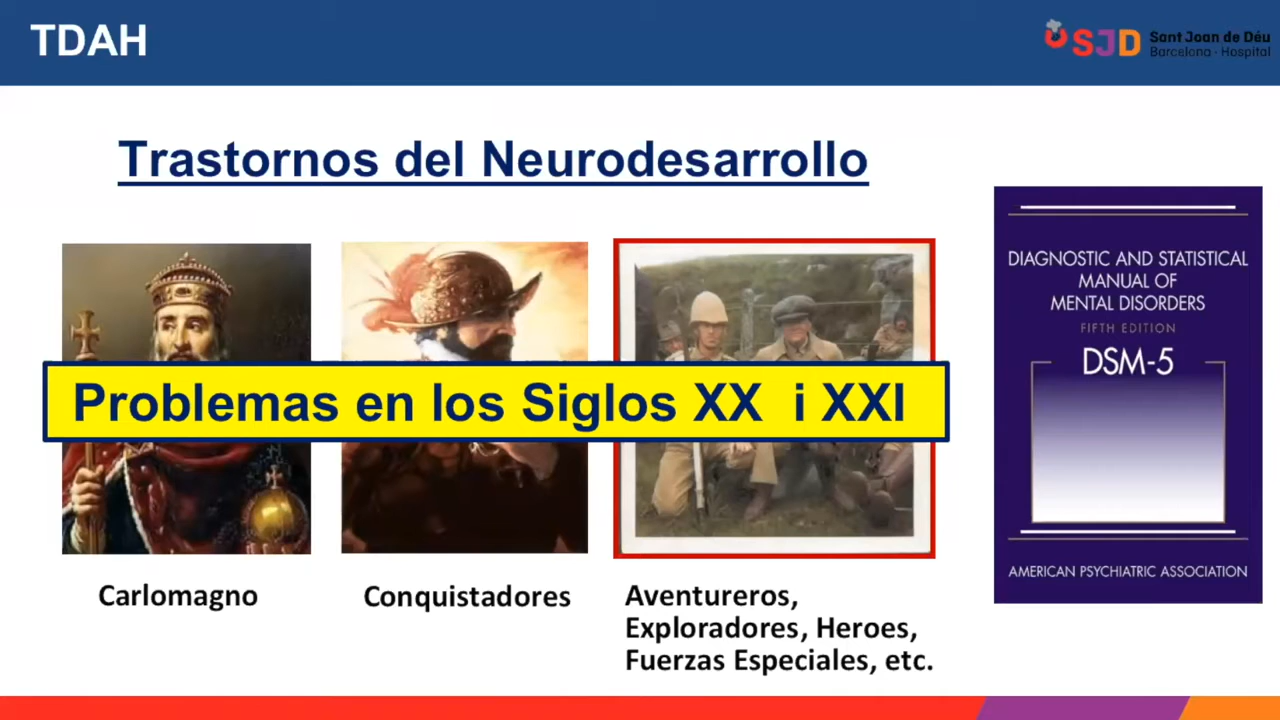 TDAH
SJD Sant Joan de Déu
Barcelona · Hospital
Trastornos del Neurodesarrollo
Problemas en los Siglos XX i XXI
Carlomagno
Conquistadores
Aventureros,
Exploradores, Heroes,
Fuerzas Especiales, etc.
DIAGNOSTIC AND STATISTICAL
MANUAL OF
MENTAL DISORDERS
FIFTH EDITION
DSM-5
AMERICAN PSYCHIATRIC ASSOCIATION